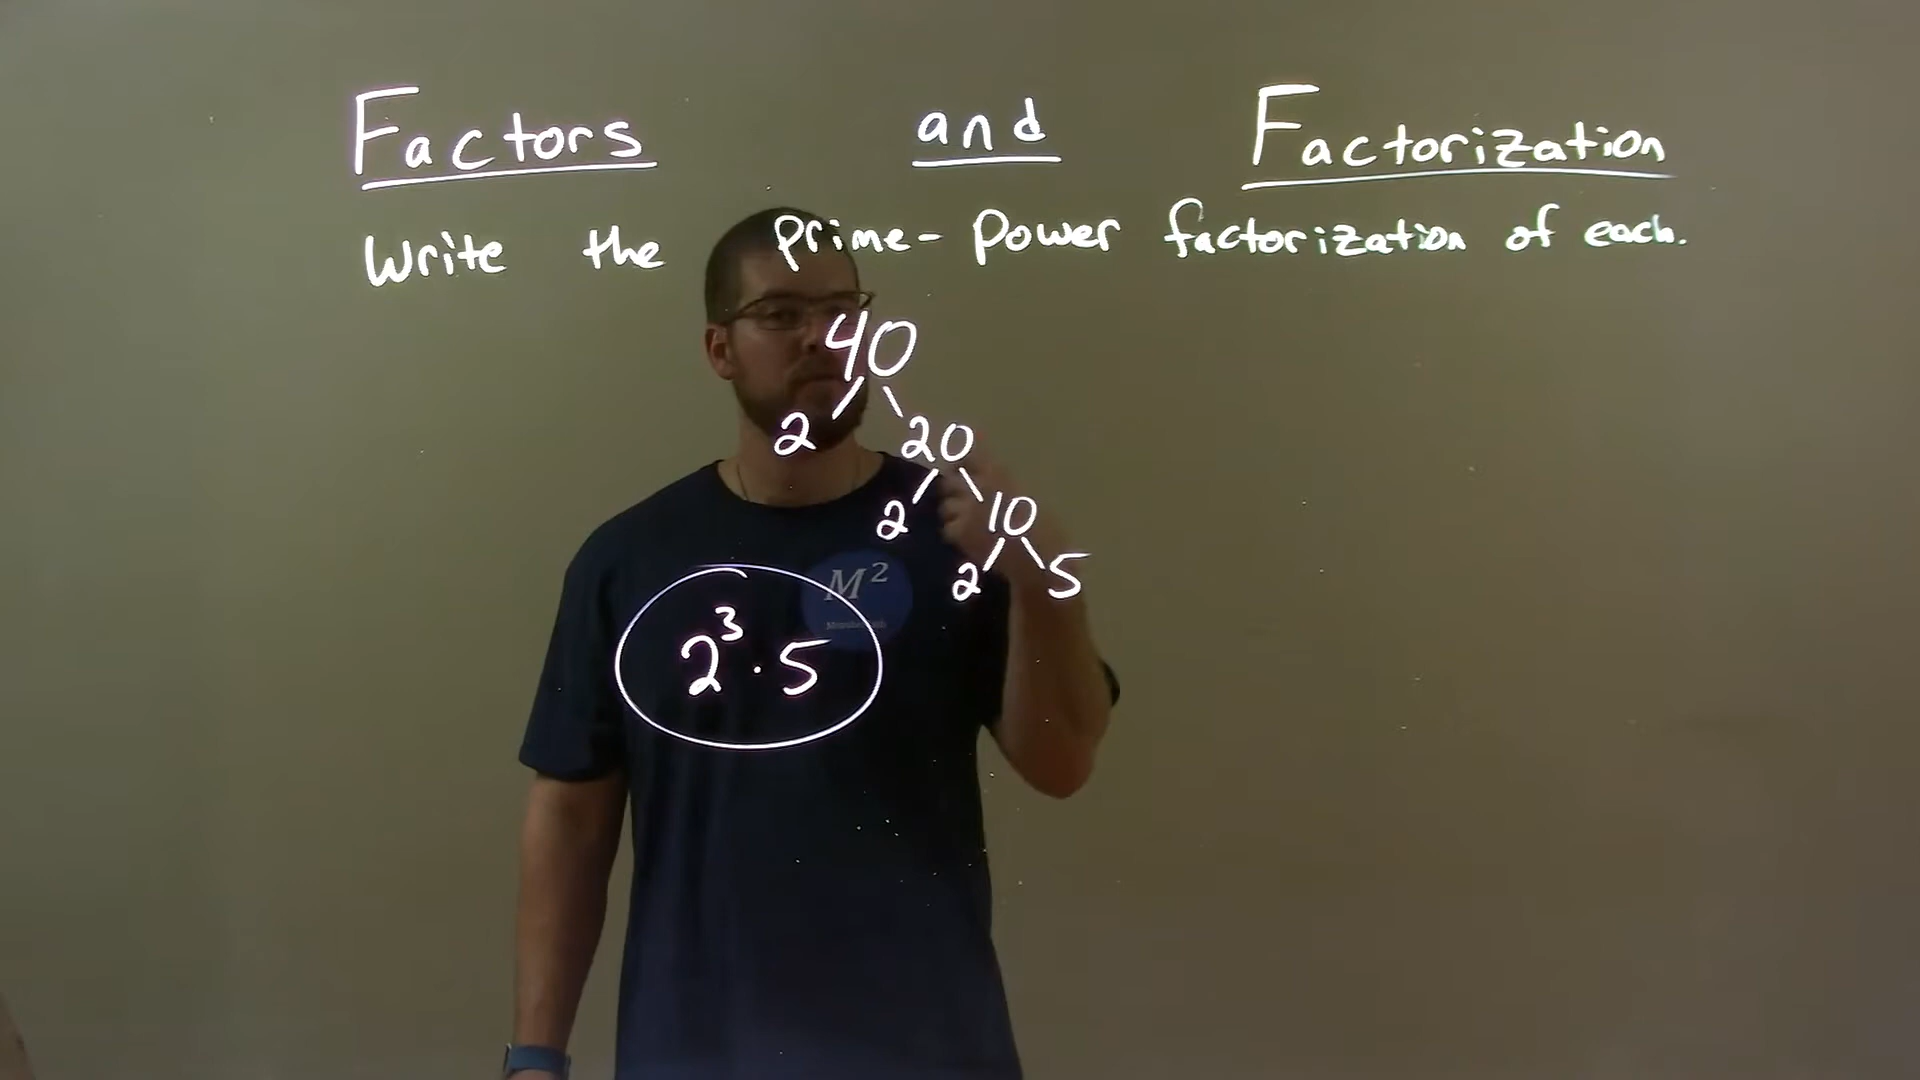 Factors and Factorization
Write the prime-power factorization of each.
40
2 20
2 10
2 5
M²
2³ · 5